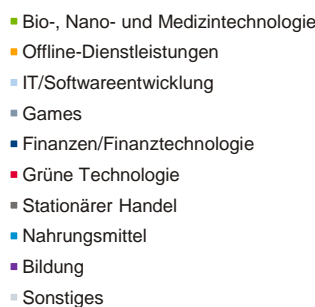 Bio-, Nano- und Medizintechnologie
Offline-Dienstleistungen
IT/Softwareentwicklung
Games
Finanzen/Finanztechnologie
Grüne Technologie
Stationärer Handel
Nahrungsmittel
Bildung
Sonstiges